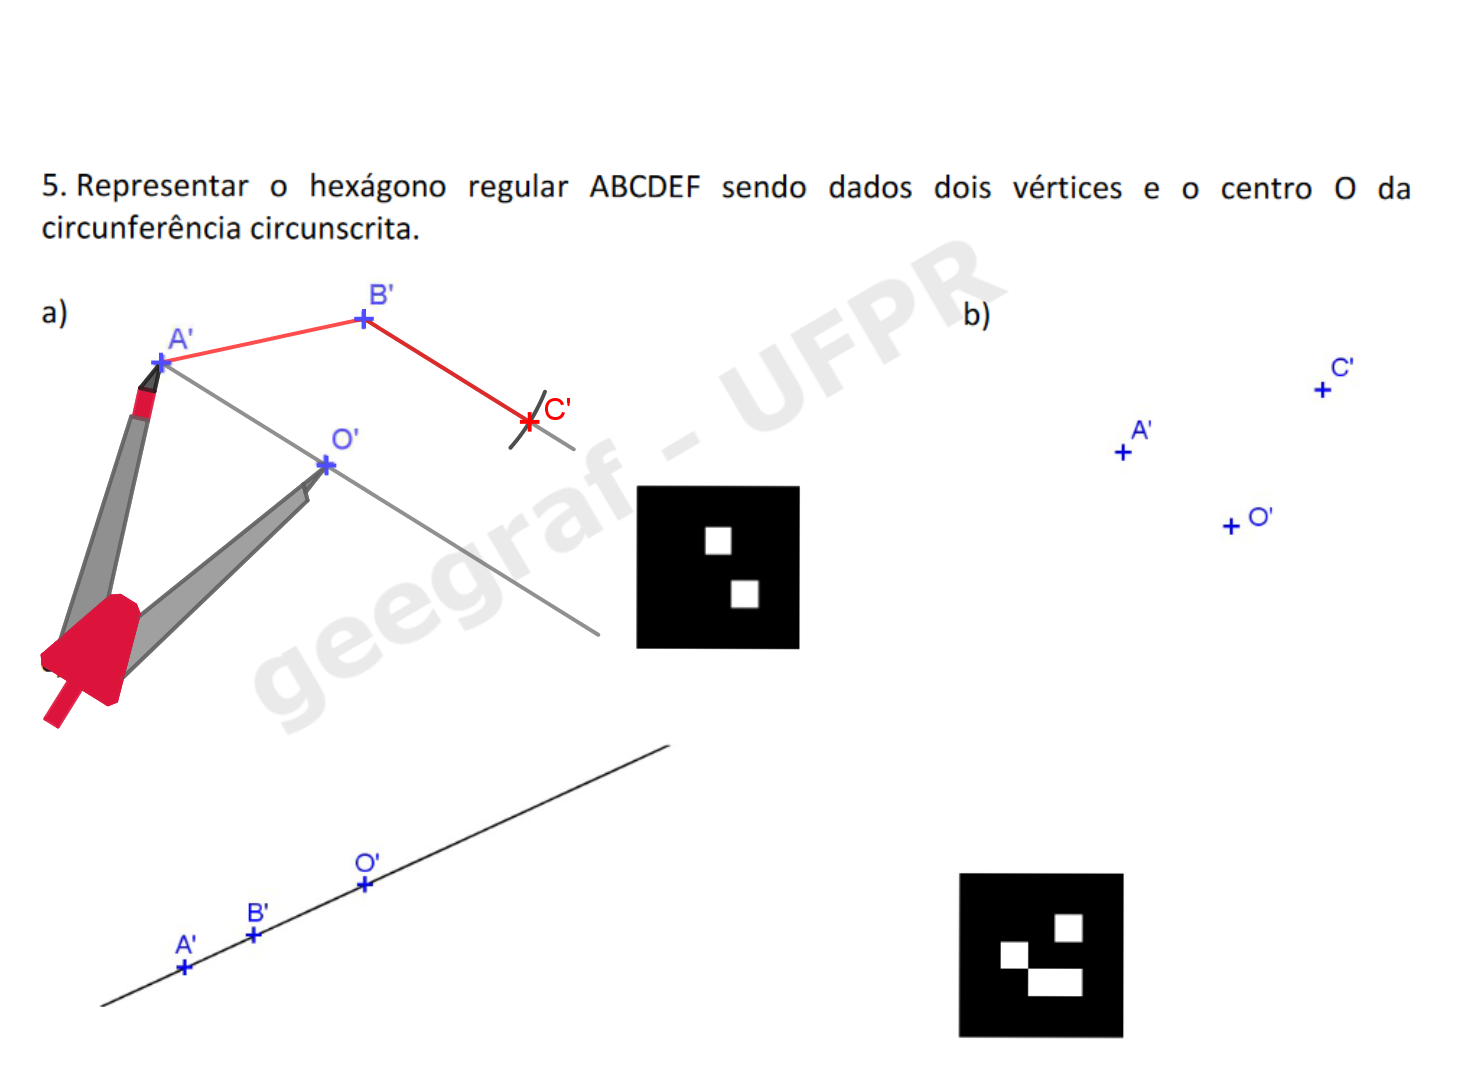 5. Representar o hexágono regular ABCDEF sendo dados dois vértices e o centro O da
circunferência circunscrita.
a)
B'
A'
O'
C'
b)
C'
A'
O'
geegraf - UFPR
O'
B'
A'